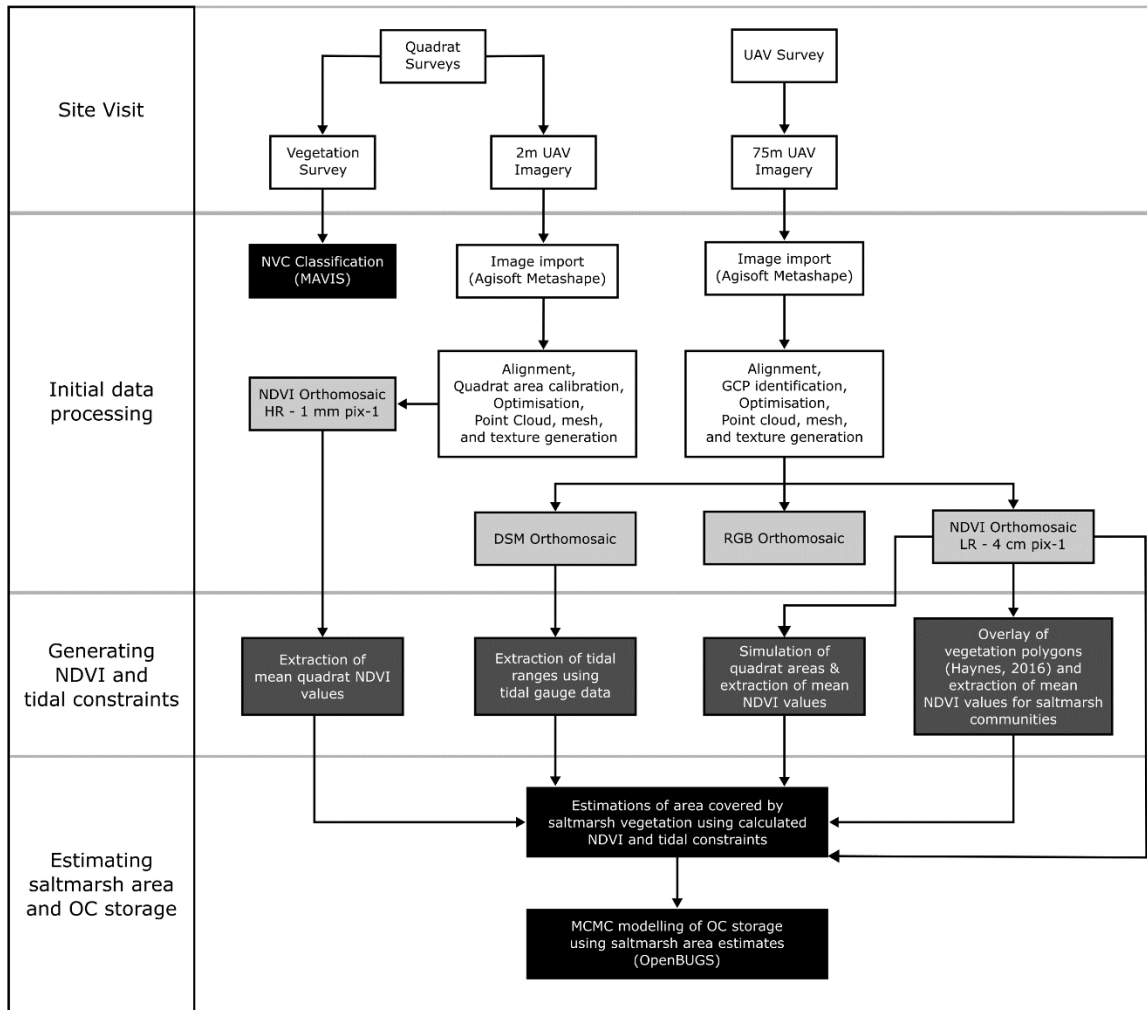 Site Visit
Quadrat
Surveys
UAV Survey
Vegetation
Survey
2m UAV
Imagery
75m UAV
Imagery
Initial data
processing
NVC Classification
(MAVIS)
Image import
(Agisoft Metashape)
Image import
(Agisoft Metashape)
NDVI Orthomosaic
HR - 1 mm pix-1
Alignment,
Quadrat area calibration,
Optimisation,
Point Cloud, mesh,
and texture generation
Alignment,
GCP identification,
Optimisation,
Point cloud, mesh,
and texture generation
DSM Orthomosaic
RGB Orthomosaic
NDVI Orthomosaic
LR - 4 cm pix-1
Generating
NDVI and
tidal constraints
Extraction of
mean quadrat NDVI
values
Extraction of tidal
ranges using
tidal gauge data
Simulation of
quadrat areas &
extraction of mean
NDVI values
Overlay of
vegetation polygons
(Haynes, 2016) and
extraction of mean
NDVI values for saltmarsh
communities
Estimating
saltmarsh area
and OC storage
Estimations of area covered by
saltmarsh vegetation using calculated
NDVI and tidal constraints
MCMC modelling of OC storage
using saltmarsh area estimates
(OpenBUGS)